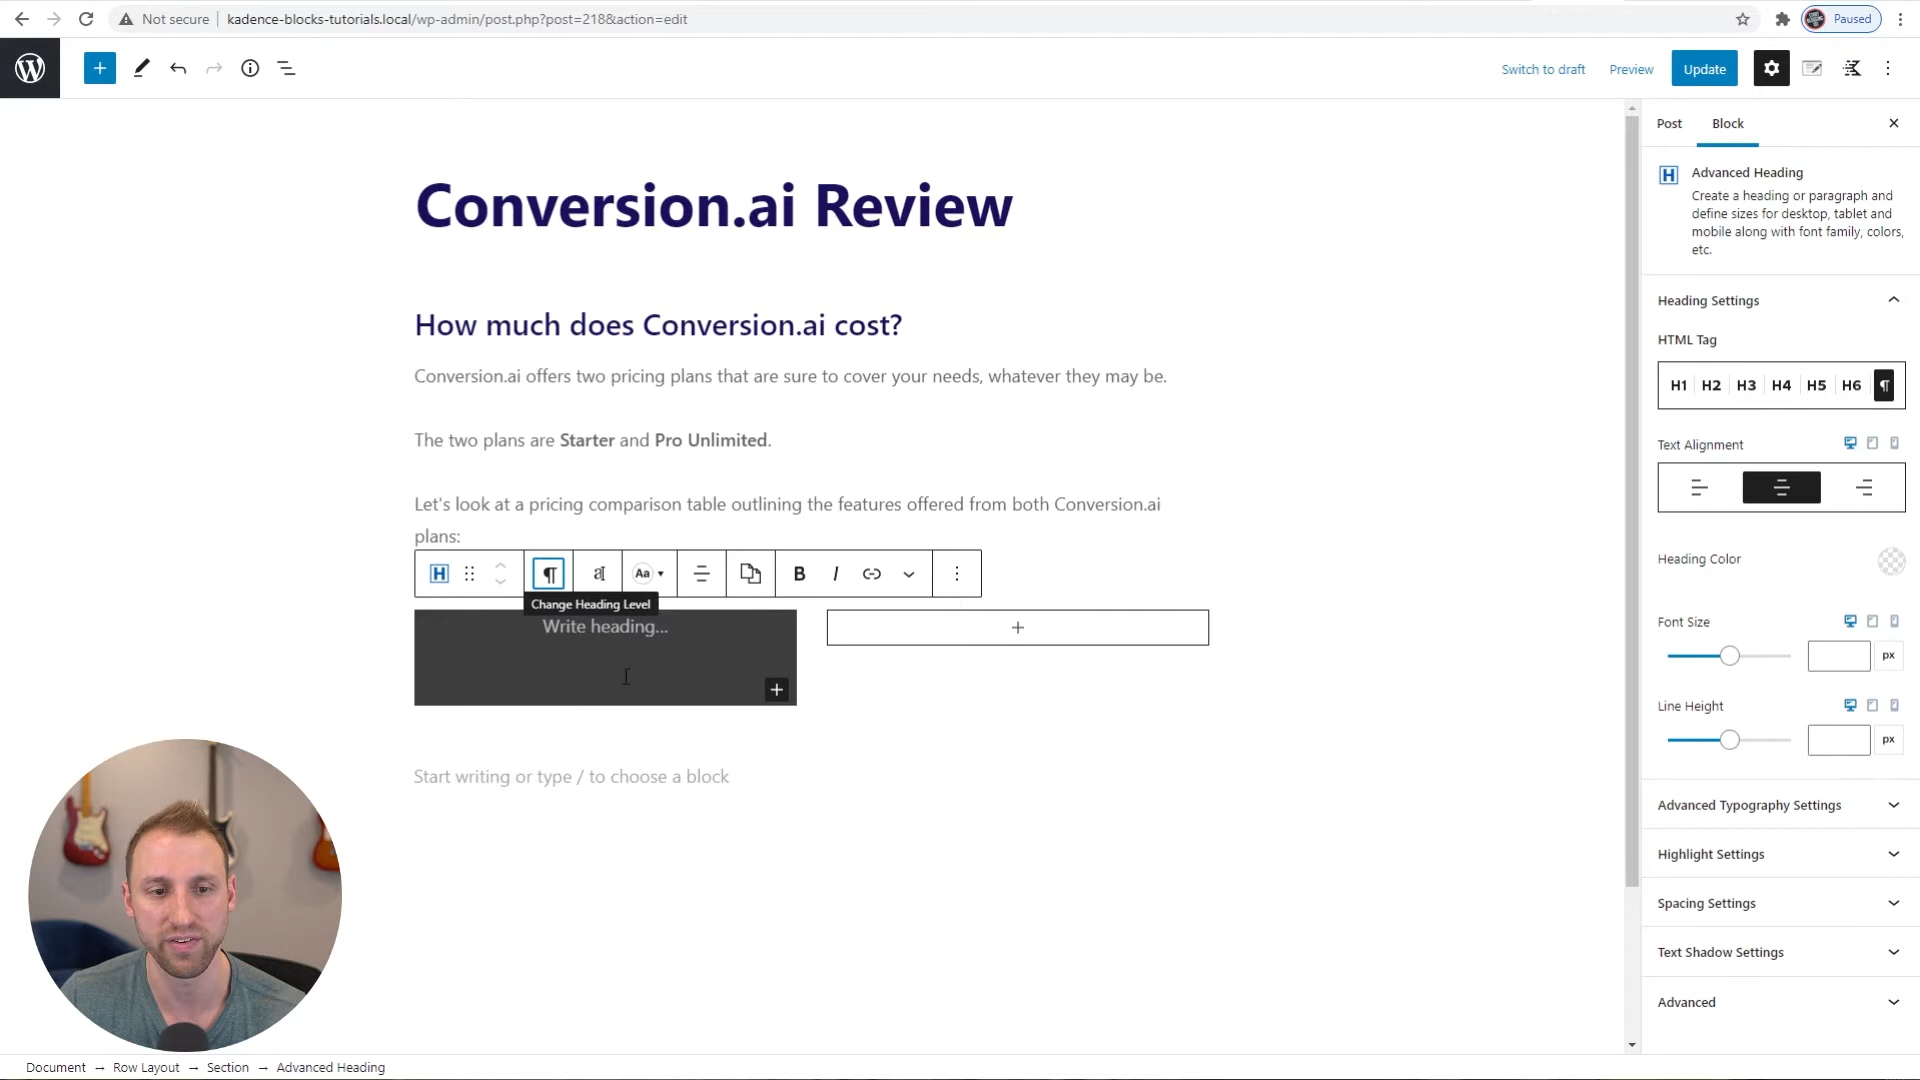 Not secure
kadence-blocks-tutorials.local/wp-admin/post.php?post=218&action=edit
Paused
Switch to draft
Preview
Update
Post
Block
Advanced Heading
Create a heading or paragraph and
define sizes for desktop, tablet and
mobile along with font family, colors,
etc.
Conversion.ai Review
How much does Conversion.ai cost?
Conversion.ai offers two pricing plans that are sure to cover your needs, whatever they may be.
The two plans are Starter and Pro Unlimited.
Let's look at a pricing comparison table outlining the features offered from both Conversion.ai
plans:
H
¶
a
Aa
B
I
Change Heading Level
Write heading...
Start writing or type / to choose a block
Heading Settings
HTML Tag
H1 H2 H3 H4 H5 H6 ¶
Text Alignment
Heading Color
Font Size
px
Line Height
px
Advanced Typography Settings
Highlight Settings
Spacing Settings
Text Shadow Settings
Advanced
Document → Row Layout → Section → Advanced Heading